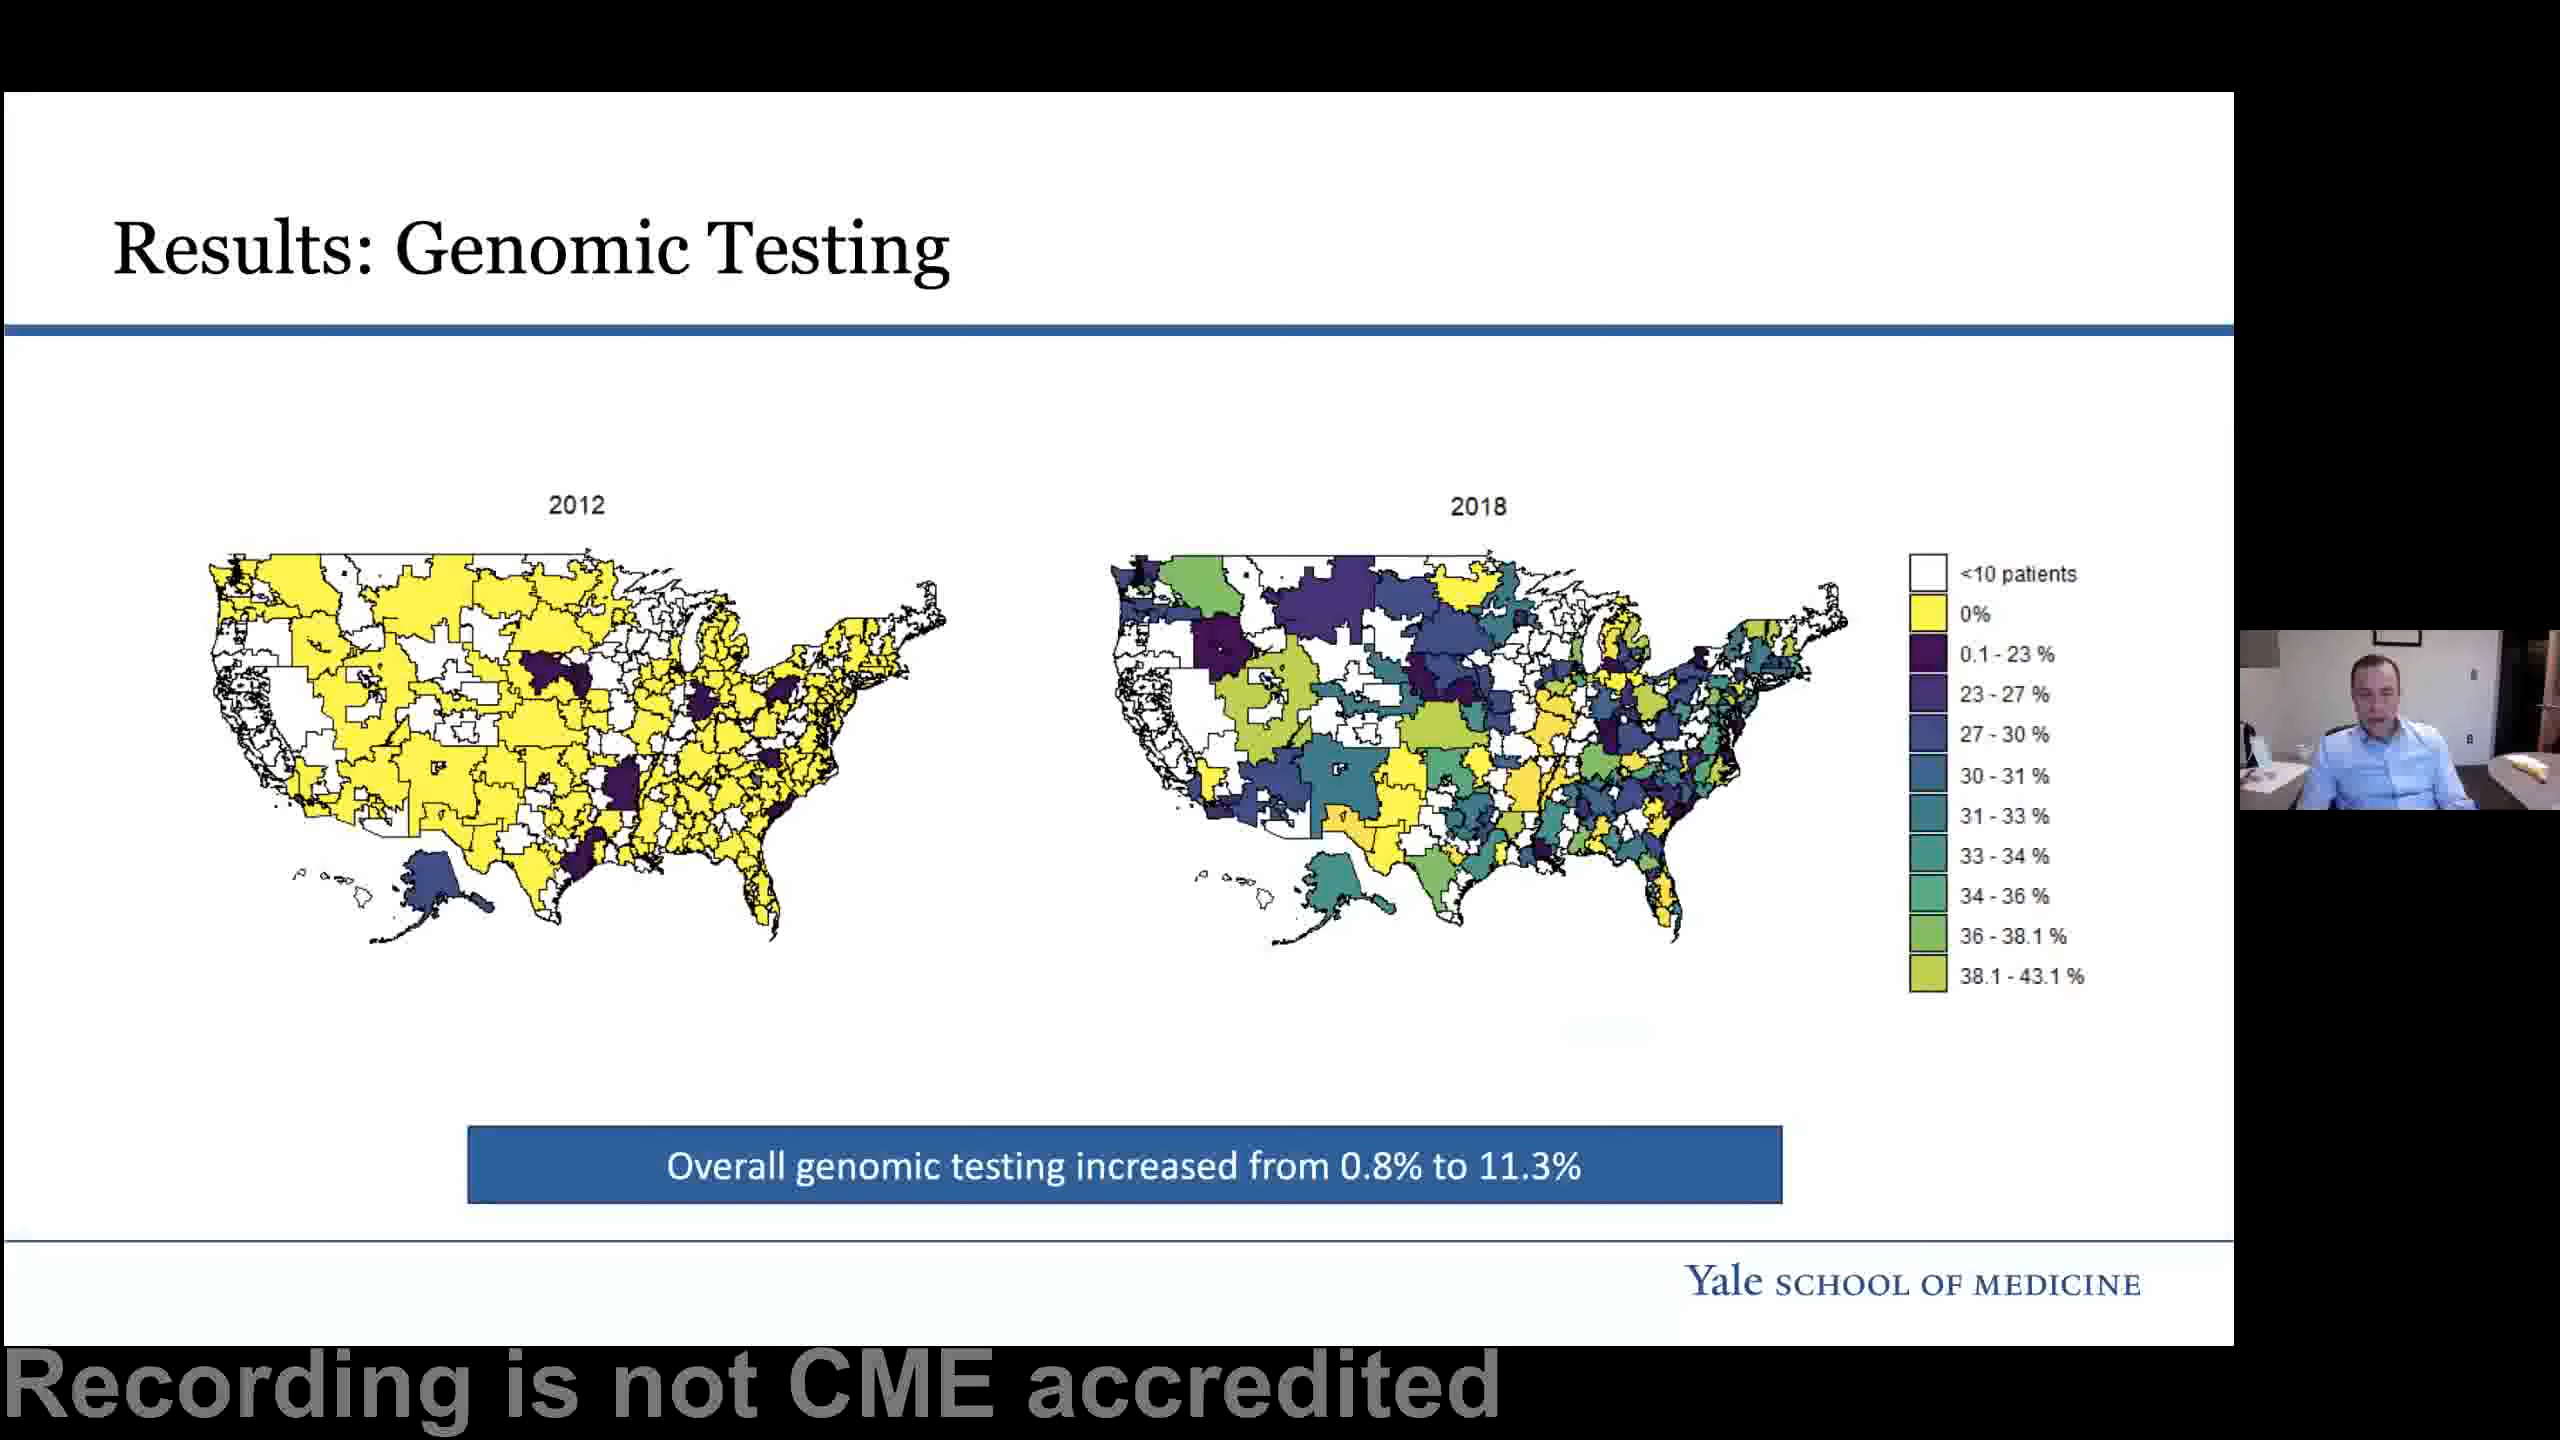 Results: Genomic Testing
2012
2018
<10 patients
0%
0.1 - 23 %
23 - 27 %
27 - 30 %
30 - 31 %
31 - 33 %
33 - 34 %
34 - 36 %
36 - 38.1 %
38.1 - 43.1 %
Overall genomic testing increased from 0.8% to 11.3%
Yale SCHOOL OF MEDICINE
Recording is not CME accredited